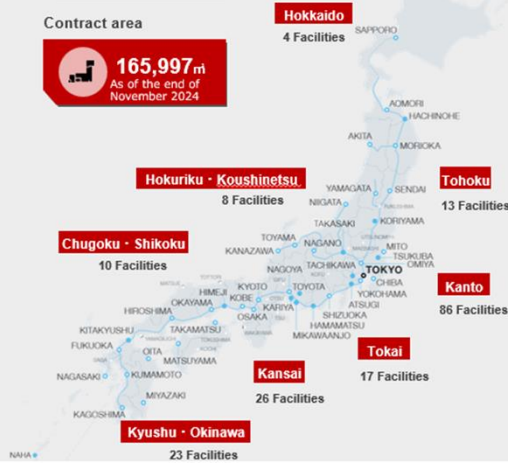 Contract area
165,997㎡
As of the end of
November 2024
Hokkaido
4 Facilities
SAPPORO
AOMORI
HACHINOHE
AKITA
MORIOKA
Hokuriku・Koushinetsu
8 Facilities
Tohoku
13 Facilities
YAMAGATA
SENDAI
NIIGATA
FUKUSHIMA
TAKASAKI
KORIYAMA
Chugoku・Shikoku
10 Facilities
TOYAMA
KANAZAWA
NAGANO
MITO
TSUKUBA
OMIYA
NAGOYA
TACHIKAWA
TOKYO
CHIBA
YOKOHAMA
ATSUGI
Kanto
86 Facilities
HIMEJI
KYOTO
TOYOTA
OKAYAMA
KOBE
KARIYA
SHIZUOKA
HIROSHIMA
OSAKA
HAMAMATSU
MIKAWAANJO
KITAKYUSHU
TAKAMATSU
FUKUOKA
OITA
MATSUYAMA
Tokai
17 Facilities
Kansai
26 Facilities
NAGASAKI
KUMAMOTO
MIYAZAKI
KAGOSHIMA
Kyushu・Okinawa
23 Facilities
NAHA